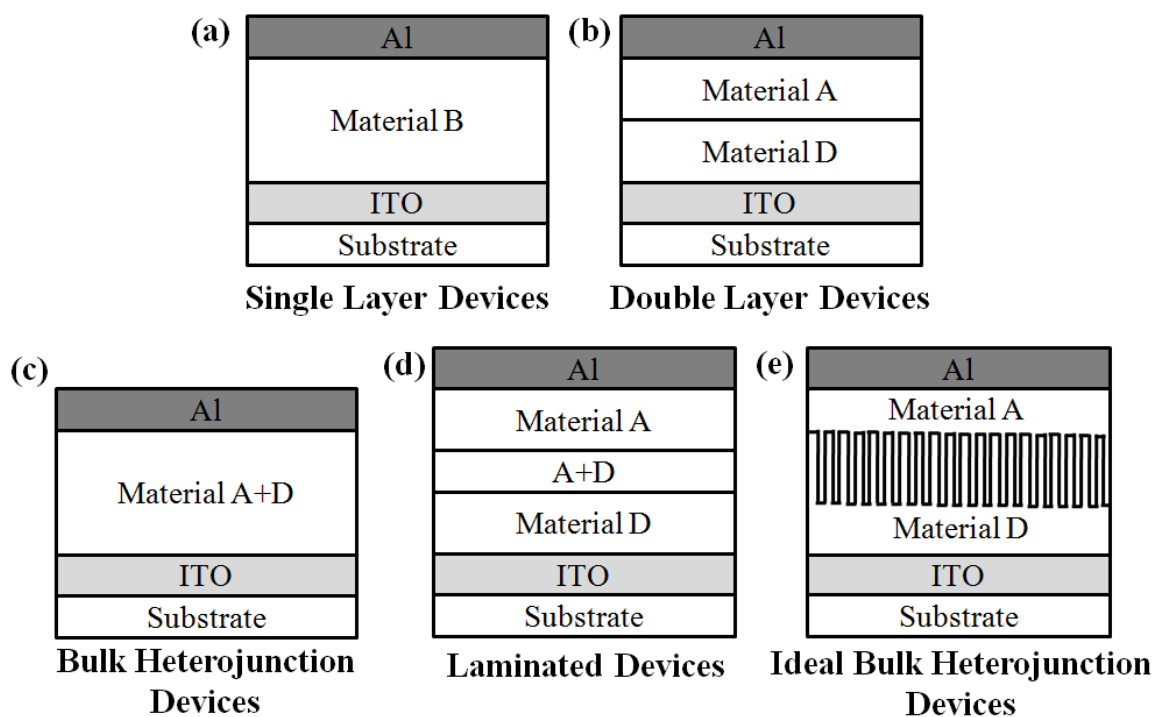 (a)
Al
Material B
ITO
Substrate
Single Layer Devices
(b)
Al
Material A
Material D
ITO
Substrate
Double Layer Devices
(c)
Al
Material A+D
ITO
Substrate
Bulk Heterojunction
Devices
(d)
Al
Material A
A+D
Material D
ITO
Substrate
Laminated Devices
(e)
Al
Material A
Material D
ITO
Substrate
Ideal Bulk Heterojunction
Devices